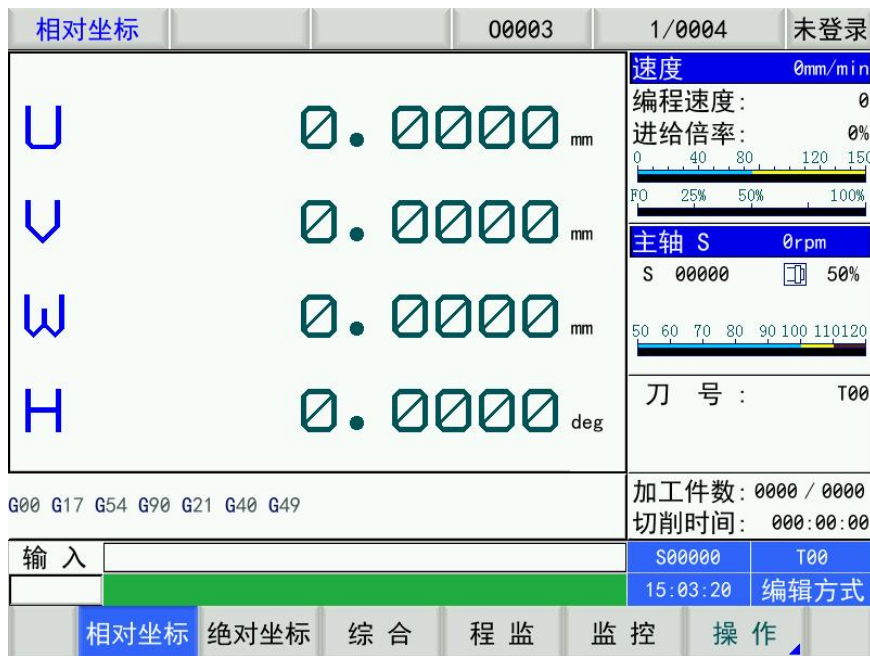 相对坐标 O0003 1/0004 未登录
U 0.0000 mm
V 0.0000 mm
W 0.0000 mm
H 0.0000 deg
G00 G17 G54 G90 G21 G40 G49
速度 0mm/min
编程速度: 0
进给倍率: 0%
0 40 80 120 150
F0 25% 50% 100%
主轴 S 0rpm
S 00000 50%
50 60 70 80 90 100 110 120
刀 号 : T00
加工件数: 0000 / 0000
切削时间: 000:00:00
输 入
S00000 T00
15:03:20 编辑方式
相对坐标 绝对坐标 综 合 程 监 监 控 操 作